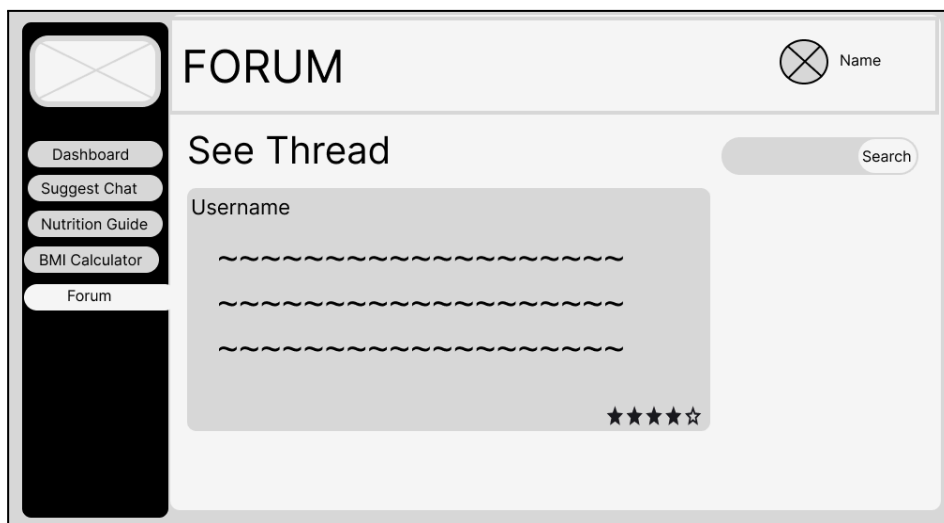 FORUM
Name
Dashboard
Suggest Chat
Nutrition Guide
BMI Calculator
Forum
See Thread
Search
Username
~~~~~~~~~~~~~~~~~~~
~~~~~~~~~~~~~~~~~~~
~~~~~~~~~~~~~~~~~~~
★★★★☆